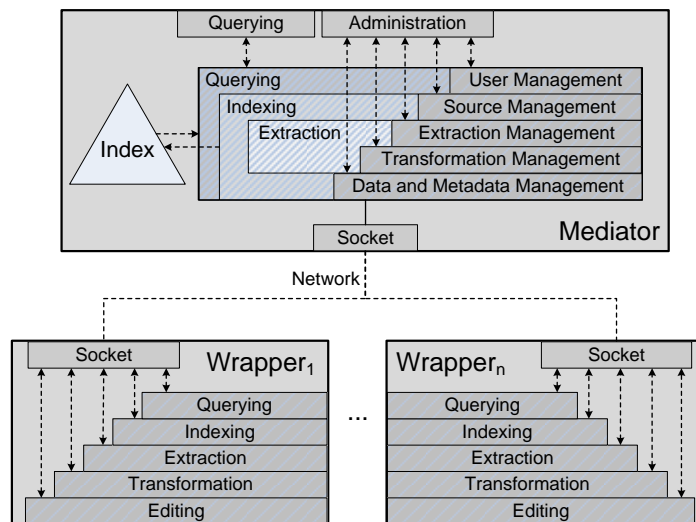 Querying Administration
Querying User Management
Indexing Source Management
Extraction Extraction Management
Index
Transformation Management
Data and Metadata Management
Socket Mediator
Network
Socket Wrapper₁
Wrapperₙ Socket
Querying
Indexing
Extraction
Transformation
Editing
...
Querying
Indexing
Extraction
Transformation
Editing